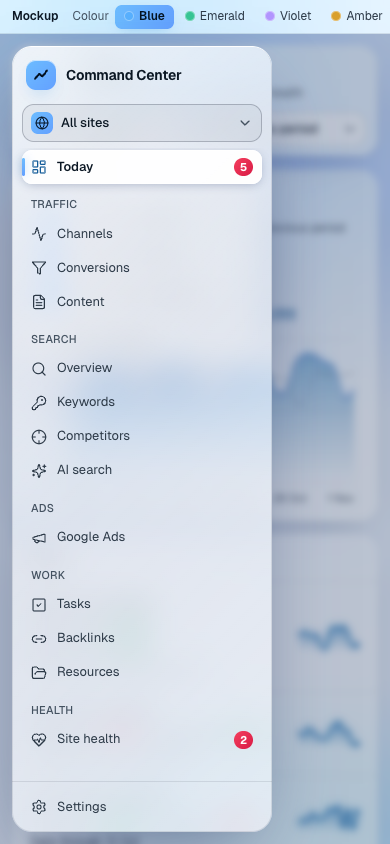 Mockup Colour Blue Emerald Violet Amber
Command Center
All sites
Today 5
TRAFFIC
Channels
Conversions
Content
SEARCH
Overview
Keywords
Competitors
AI search
ADS
Google Ads
WORK
Tasks
Backlinks
Resources
HEALTH
Site health 2
Settings